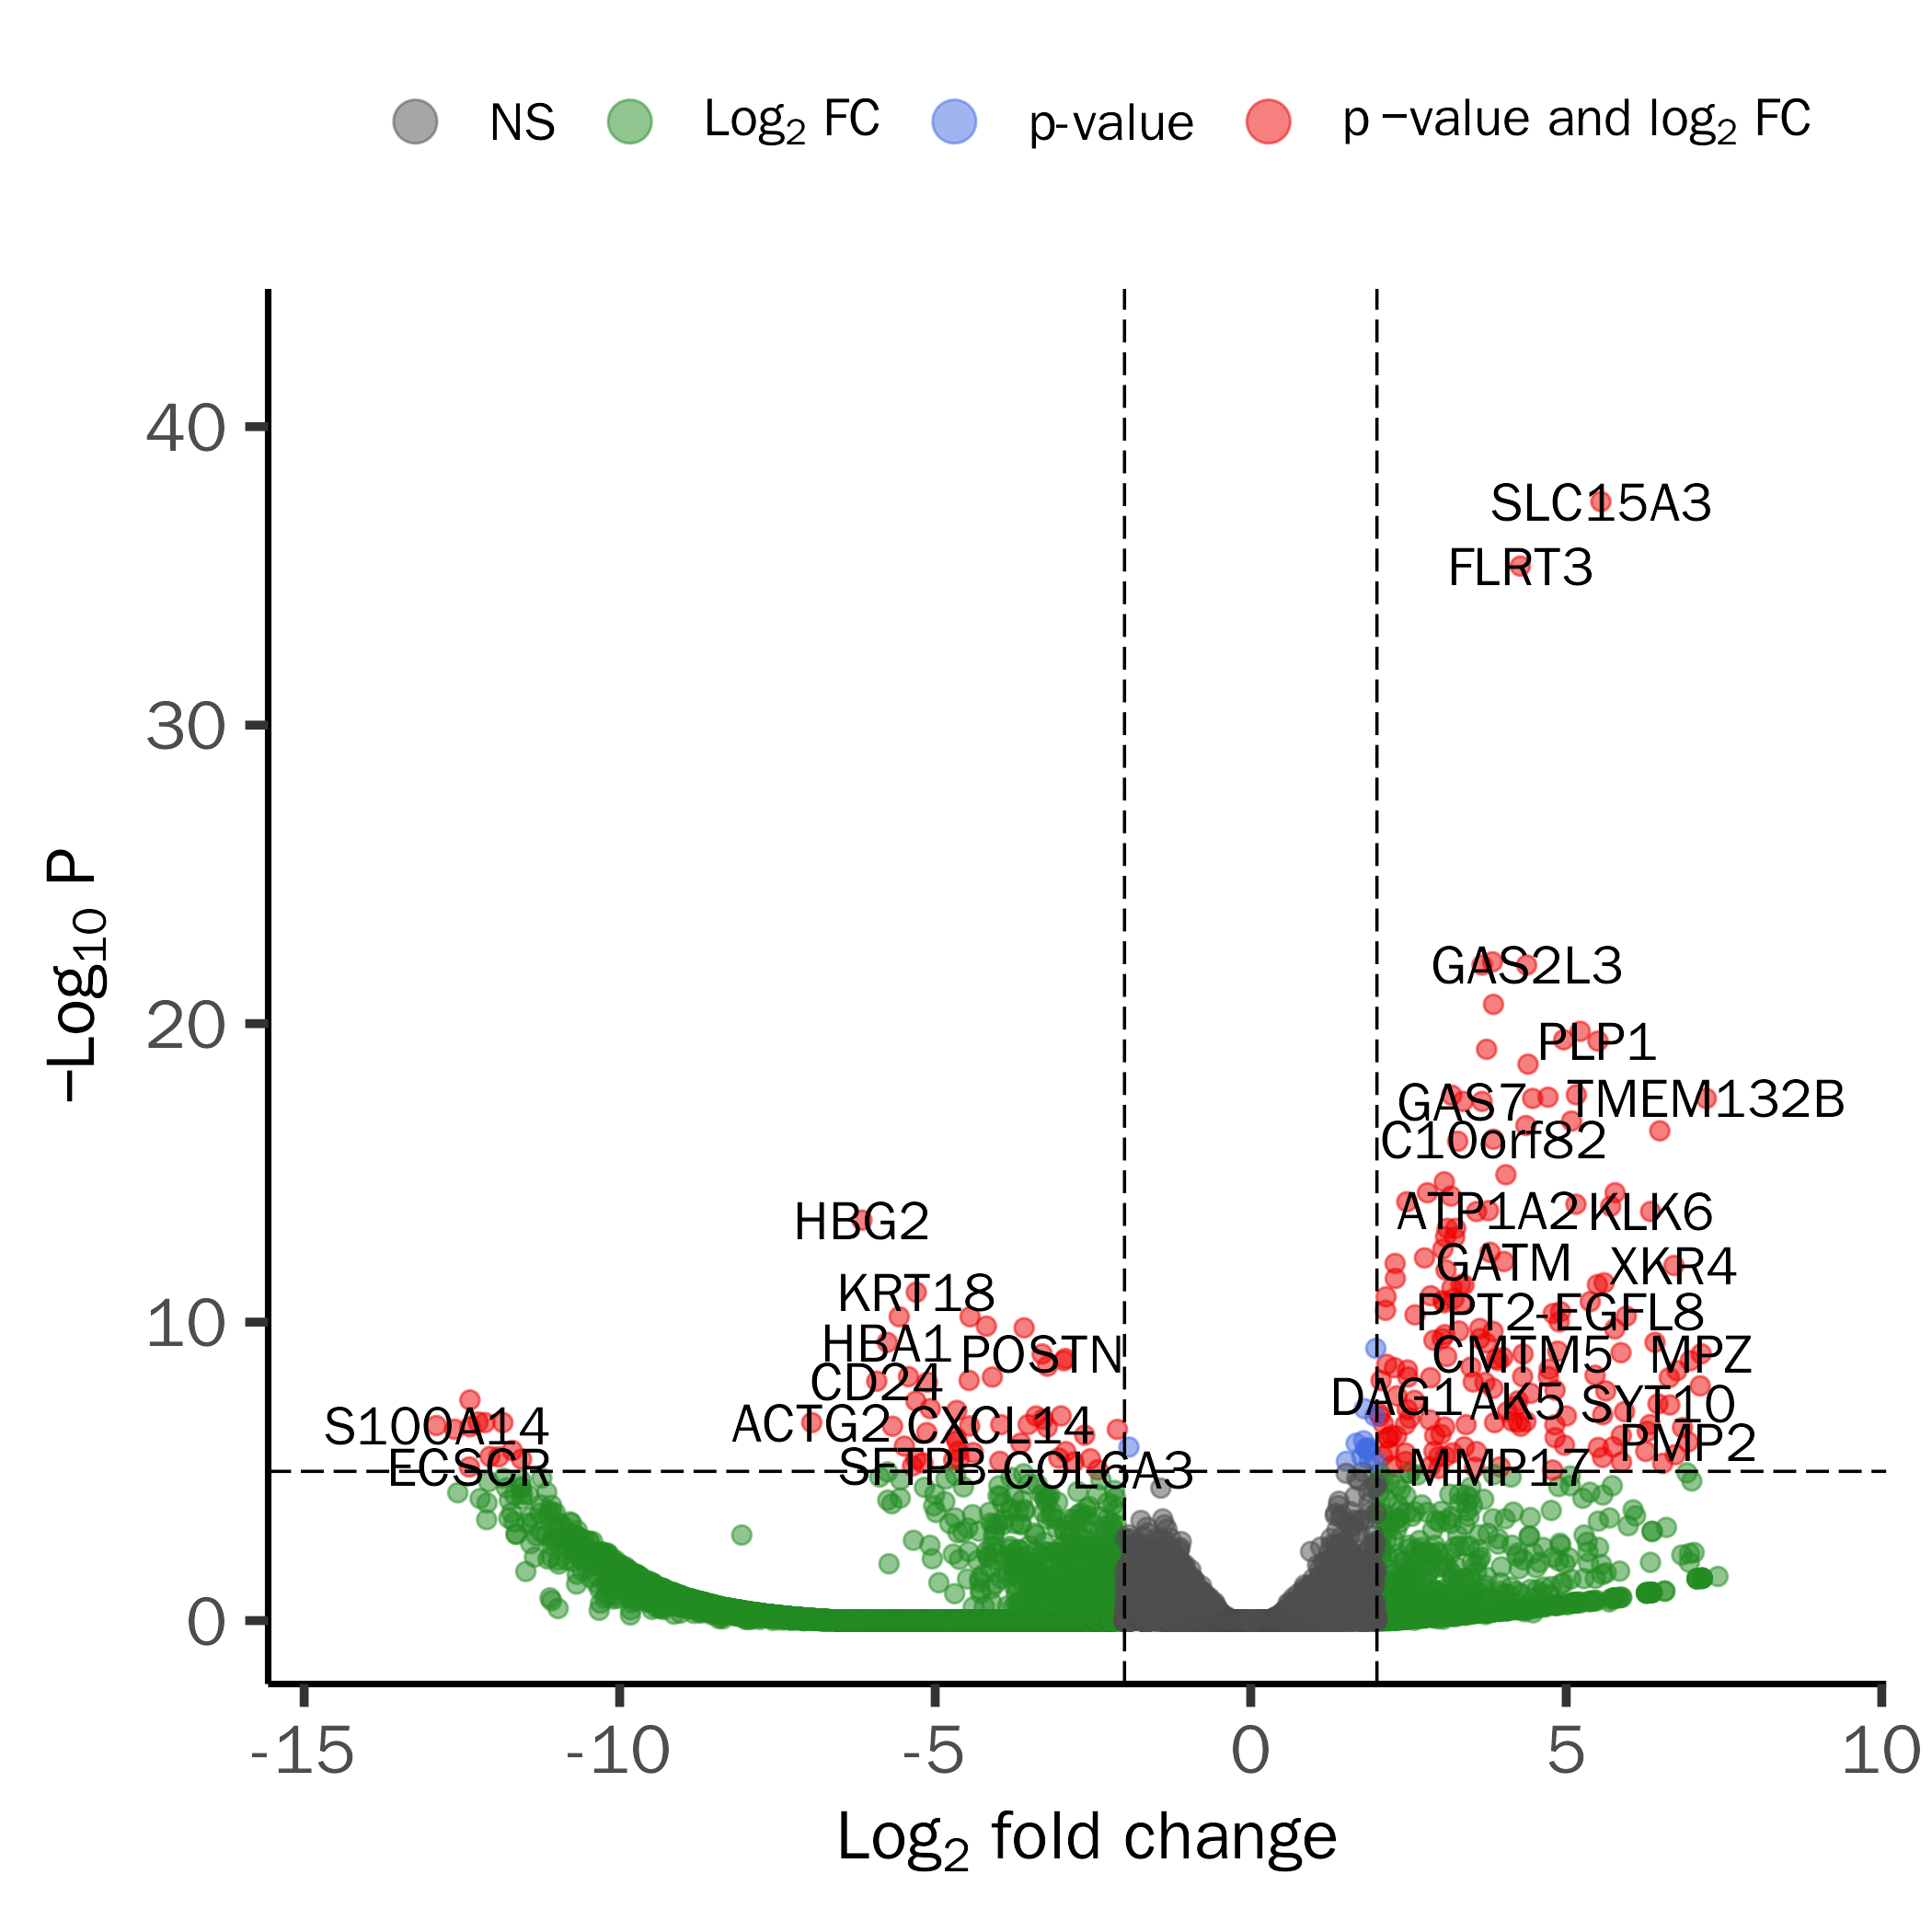 NS Log2 FC p-value p −value and log2 FC
−Log10 P
40
30
20
10
0
SLC15A3
FLRT3
GAS2L3
PLP1
GAS7 TMEM132B
C10orf82
HBG2 ATP1A2 KLK6
KRT18 GATM XKR4
HBA1 POSTN PPT2-EGFL8
CD24 CMTM5 MPZ
ACTG2 CXCL14 DAG1 AK5 SYT10
S100A14 PMP2
ECSCR SFTPB COL6A3 MMP17
-15 -10 -5 0 5 10
Log2 fold change